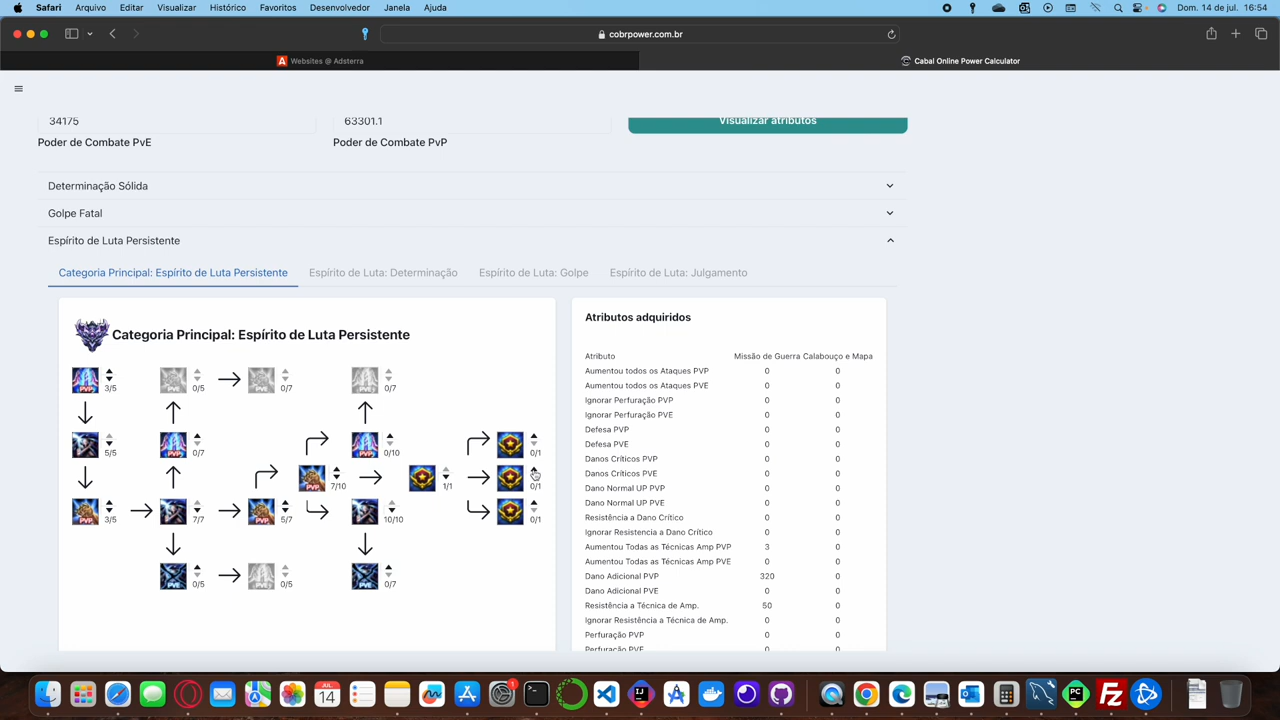 Safari Arquivo Editar Visualizar Histórico Favoritos Desenvolvedor Janela Ajuda Dom. 14 de jul. 16:54
cobrpower.com.br
Websites @ Adsterra Cabal Online Power Calculator
34175 63301.1 Visualizar atributos
Poder de Combate PvE Poder de Combate PvP
Determinação Sólida
Golpe Fatal
Espírito de Luta Persistente
Categoria Principal: Espírito de Luta Persistente Espírito de Luta: Determinação Espírito de Luta: Golpe Espírito de Luta: Julgamento
Categoria Principal: Espírito de Luta Persistente
3/5 0/5 0/7 0/7
5/5 0/7 0/10 0/1
7/10 1/1 0/1
3/5 7/7 5/7 10/10 0/1
0/5 0/5 0/7
Atributos adquiridos
Atributo Missão de Guerra Calabouço e Mapa
Aumentou todos os Ataques PVP 0 0
Aumentou todos os Ataques PVE 0 0
Ignorar Perfuração PVP 0 0
Ignorar Perfuração PVE 0 0
Defesa PVP 0 0
Defesa PVE 0 0
Danos Críticos PVP 0 0
Danos Críticos PVE 0 0
Dano Normal UP PVP 0 0
Dano Normal UP PVE 0 0
Resistência a Dano Crítico 0 0
Ignorar Resistencia a Dano Crítico 0 0
Aumentou Todas as Técnicas Amp PVP 3 0
Aumentou Todas as Técnicas Amp PVE 0 0
Dano Adicional PVP 320 0
Dano Adicional PVE 0 0
Resistência a Técnica de Amp. 50 0
Ignorar Resistência a Técnica de Amp. 0 0
Perfuração PVP 0 0
Perfuração PVE 0 0